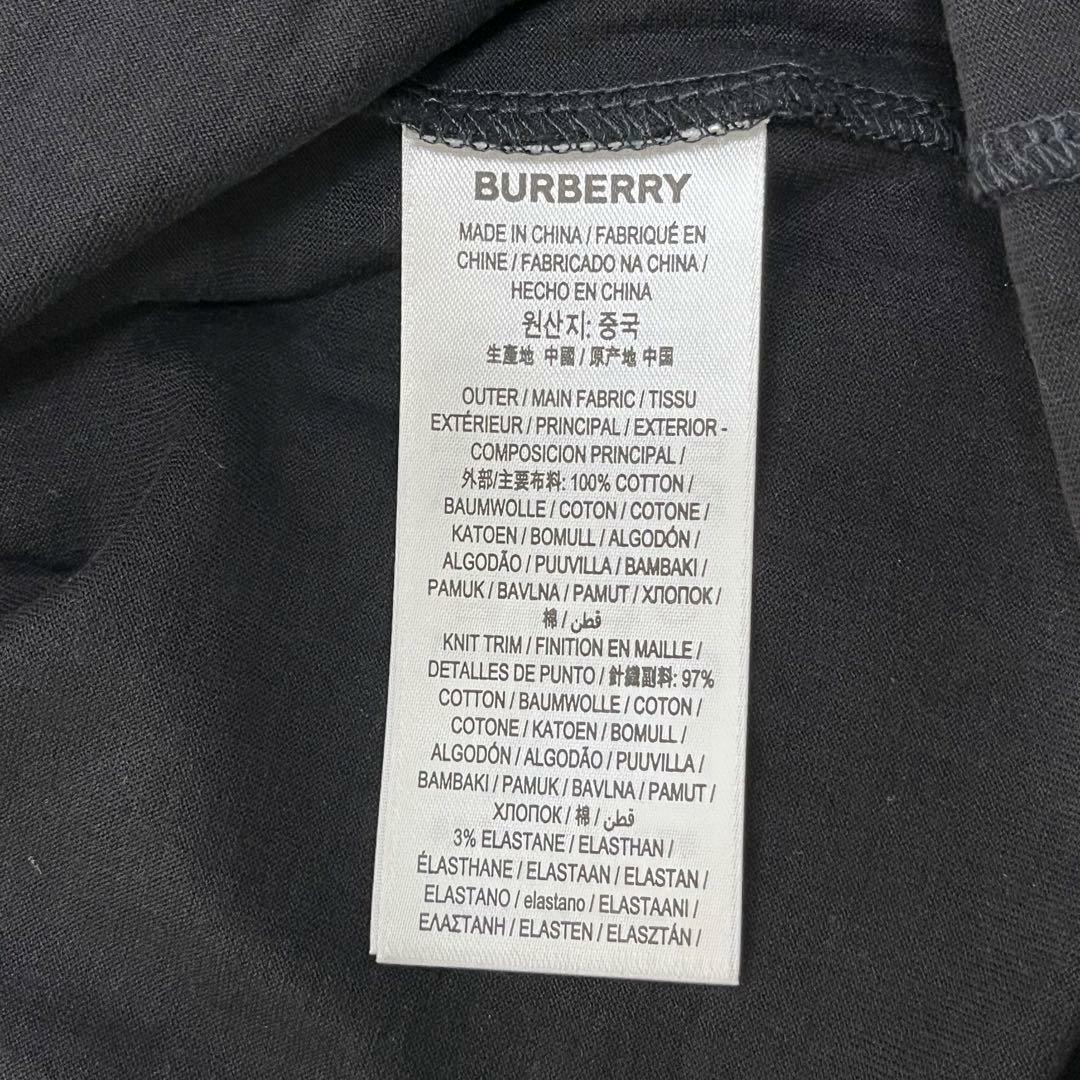 BURBERRY
MADE IN CHINA / FABRIQUÉ EN
CHINE / FABRICADO NA CHINA /
HECHO EN CHINA
원산지: 중국
生產地 中國 / 原产地 中国
OUTER / MAIN FABRIC / TISSU
EXTÉRIEUR / PRINCIPAL / EXTERIOR -
COMPOSICION PRINCIPAL /
外部/主要布料: 100% COTTON /
BAUMWOLLE / COTON / COTONE /
KATOEN / BOMULL / ALGODÓN /
ALGODÃO / PUUVILLA / BAMBAKI /
PAMUK / BAVLNA / PAMUT / ХЛОПОК /
棉 / قطن
KNIT TRIM / FINITION EN MAILLE /
DETALLES DE PUNTO / 針織副料: 97%
COTTON / BAUMWOLLE / COTON /
COTONE / KATOEN / BOMULL /
ALGODÓN / ALGODÃO / PUUVILLA /
BAMBAKI / PAMUK / BAVLNA / PAMUT /
ХЛОПОК / 棉 / قطن
3% ELASTANE / ELASTHAN /
ÉLASTHANE / ELASTAAN / ELASTAN /
ELASTANO / elastano / ELASTAANI /
ΕΛΑΣΤΑΝΗ / ELASTEN / ELASZTÁN /